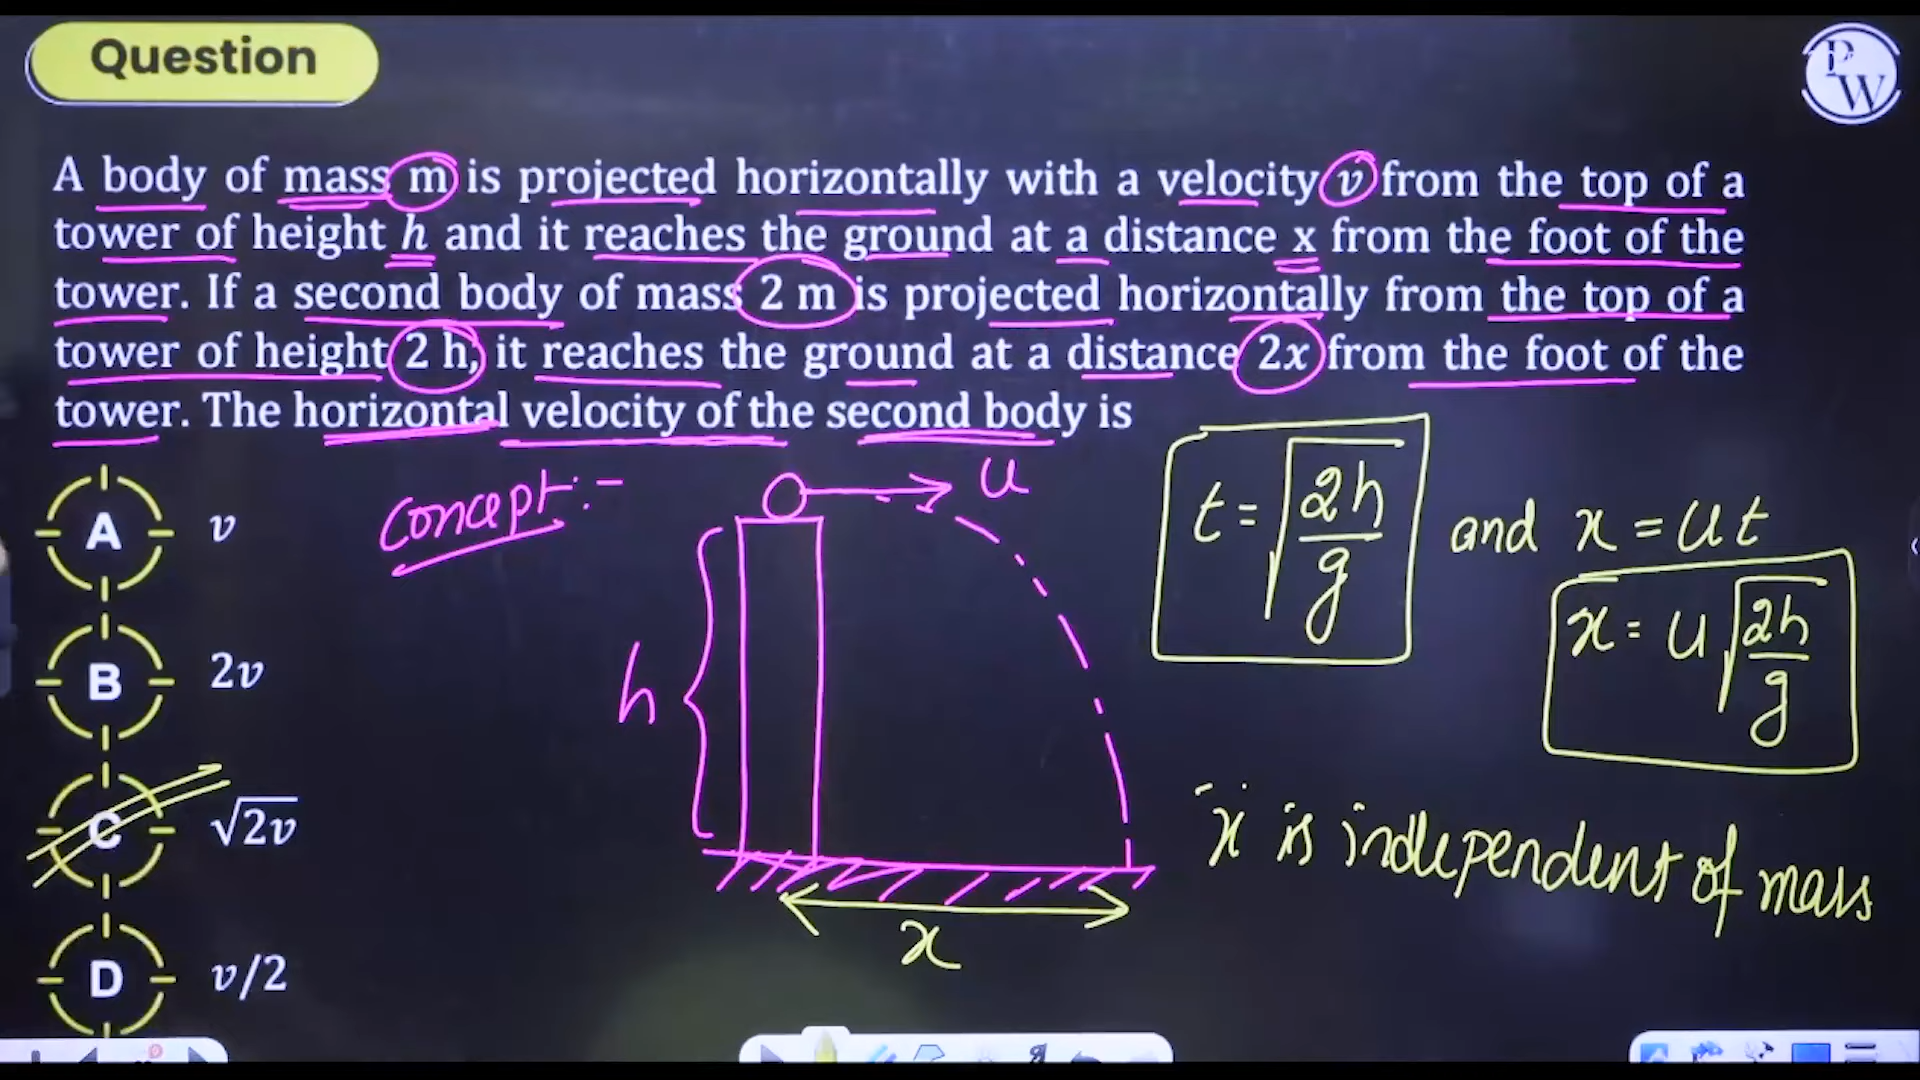 Question
PW
A body of mass m is projected horizontally with a velocity v from the top of a
tower of height h and it reaches the ground at a distance x from the foot of the
tower. If a second body of mass 2 m is projected horizontally from the top of a
tower of height 2 h, it reaches the ground at a distance 2x from the foot of the
tower. The horizontal velocity of the second body is
A v
B 2v
C √2v
D v/2
Concept :-
u
h
x
t = √(2h/g) and x = ut
x = u√(2h/g)
'x' is independent of mass